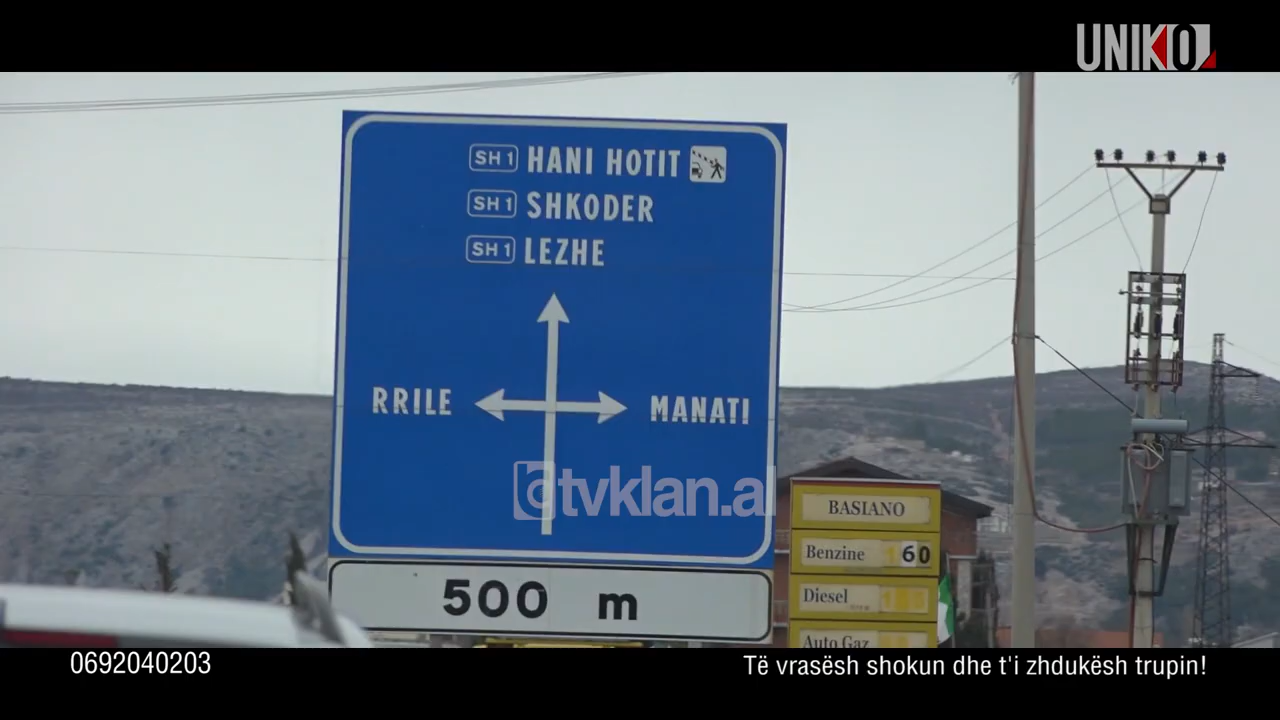 UNIKO
SH 1 HANI HOTIT
SH 1 SHKODER
SH 1 LEZHE
RRILE
MANATI
tvklan.al
BASIANO
Benzine 160
Diesel
Auto Gaz
500 m
0692040203
Të vrasësh shokun dhe t'i zhdukësh trupin!